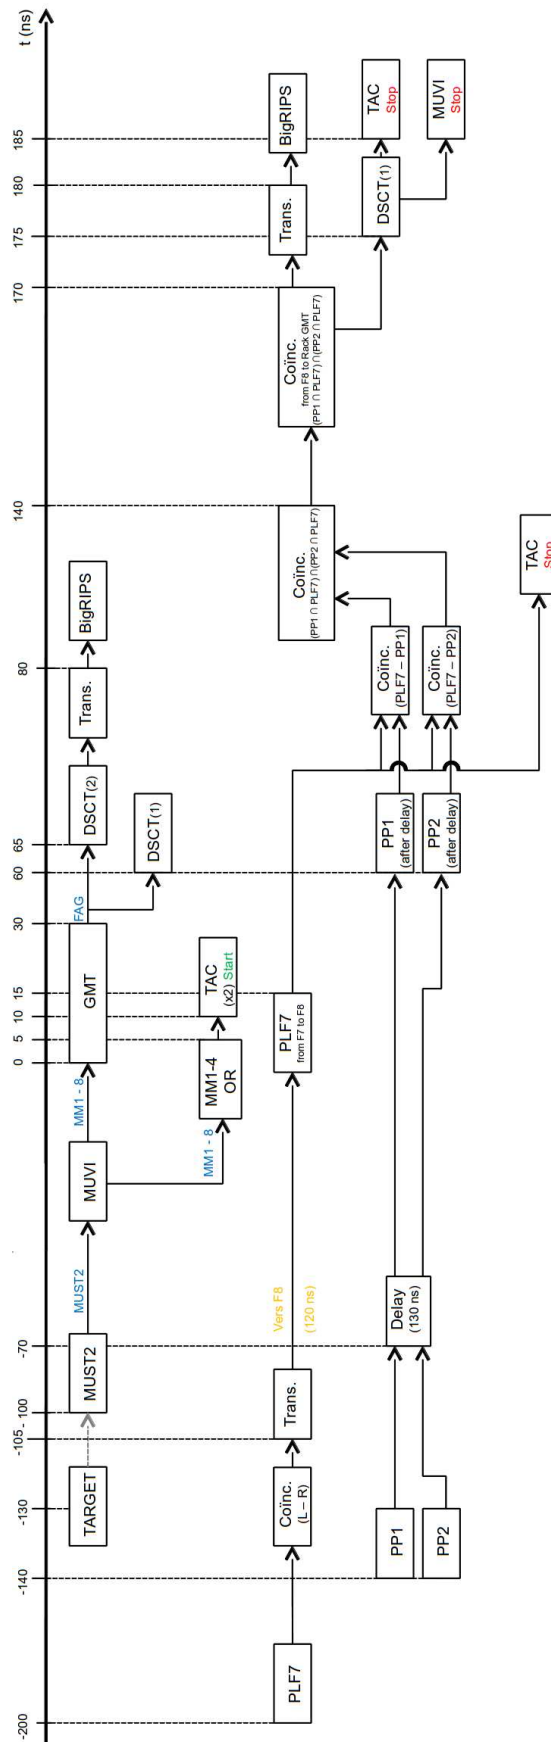 t (ns)
-200
-140
-130
-105
-100
-70
0
5
10
15
30
60
65
80
140
170
175
180
185
TARGET
MUST2
MUST2
MUVI
MM1 - 8
GMT
FAG
DSCT(2)
Trans.
BigRIPS
DSCT(1)
MM1 - 8
MM1-4
OR
TAC
(x2) Start
PLF7
Coïnc.
(L – R)
Trans.
Vers F8
(120 ns)
PLF7
from F7 to F8
Coïnc.
(PP1 ∩ PLF7)∩(PP2 ∩ PLF7)
Coïnc.
from F8 to Rack GMT
(PP1 ∩ PLF7)∩(PP2 ∩ PLF7)
Trans.
BigRIPS
DSCT(1)
TAC
Stop
MUVI
Stop
PP1
PP2
Delay
(130 ns)
PP1
(after delay)
PP2
(after delay)
Coïnc.
(PLF7 – PP1)
Coïnc.
(PLF7 – PP2)
TAC
Stop